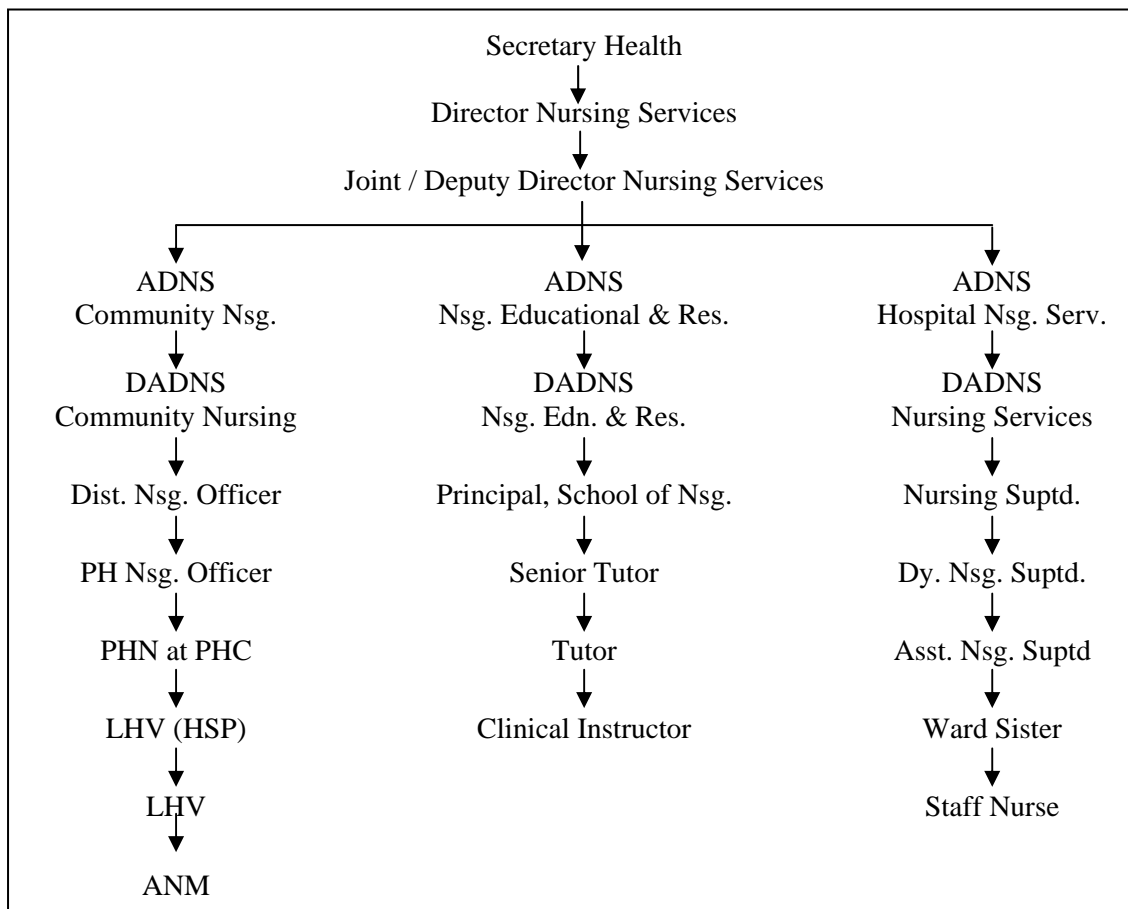 Secretary Health
Director Nursing Services
Joint / Deputy Director Nursing Services
ADNS
Community Nsg.
DADNS
Community Nursing
Dist. Nsg. Officer
PH Nsg. Officer
PHN at PHC
LHV (HSP)
LHV
ANM
ADNS
Nsg. Educational & Res.
DADNS
Nsg. Edn. & Res.
Principal, School of Nsg.
Senior Tutor
Tutor
Clinical Instructor
ADNS
Hospital Nsg. Serv.
DADNS
Nursing Services
Nursing Suptd.
Dy. Nsg. Suptd.
Asst. Nsg. Suptd
Ward Sister
Staff Nurse